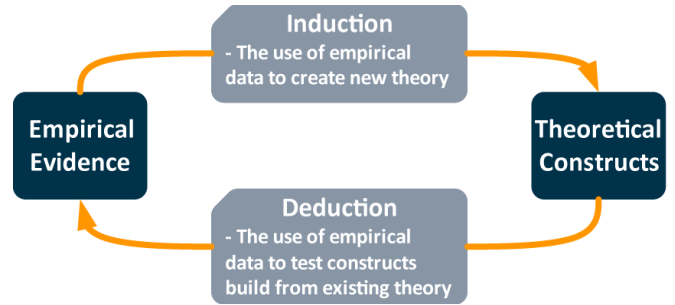 Induction
- The use of empirical
data to create new theory
Empirical
Evidence
Theoretical
Constructs
Deduction
- The use of empirical
data to test constructs
build from existing theory